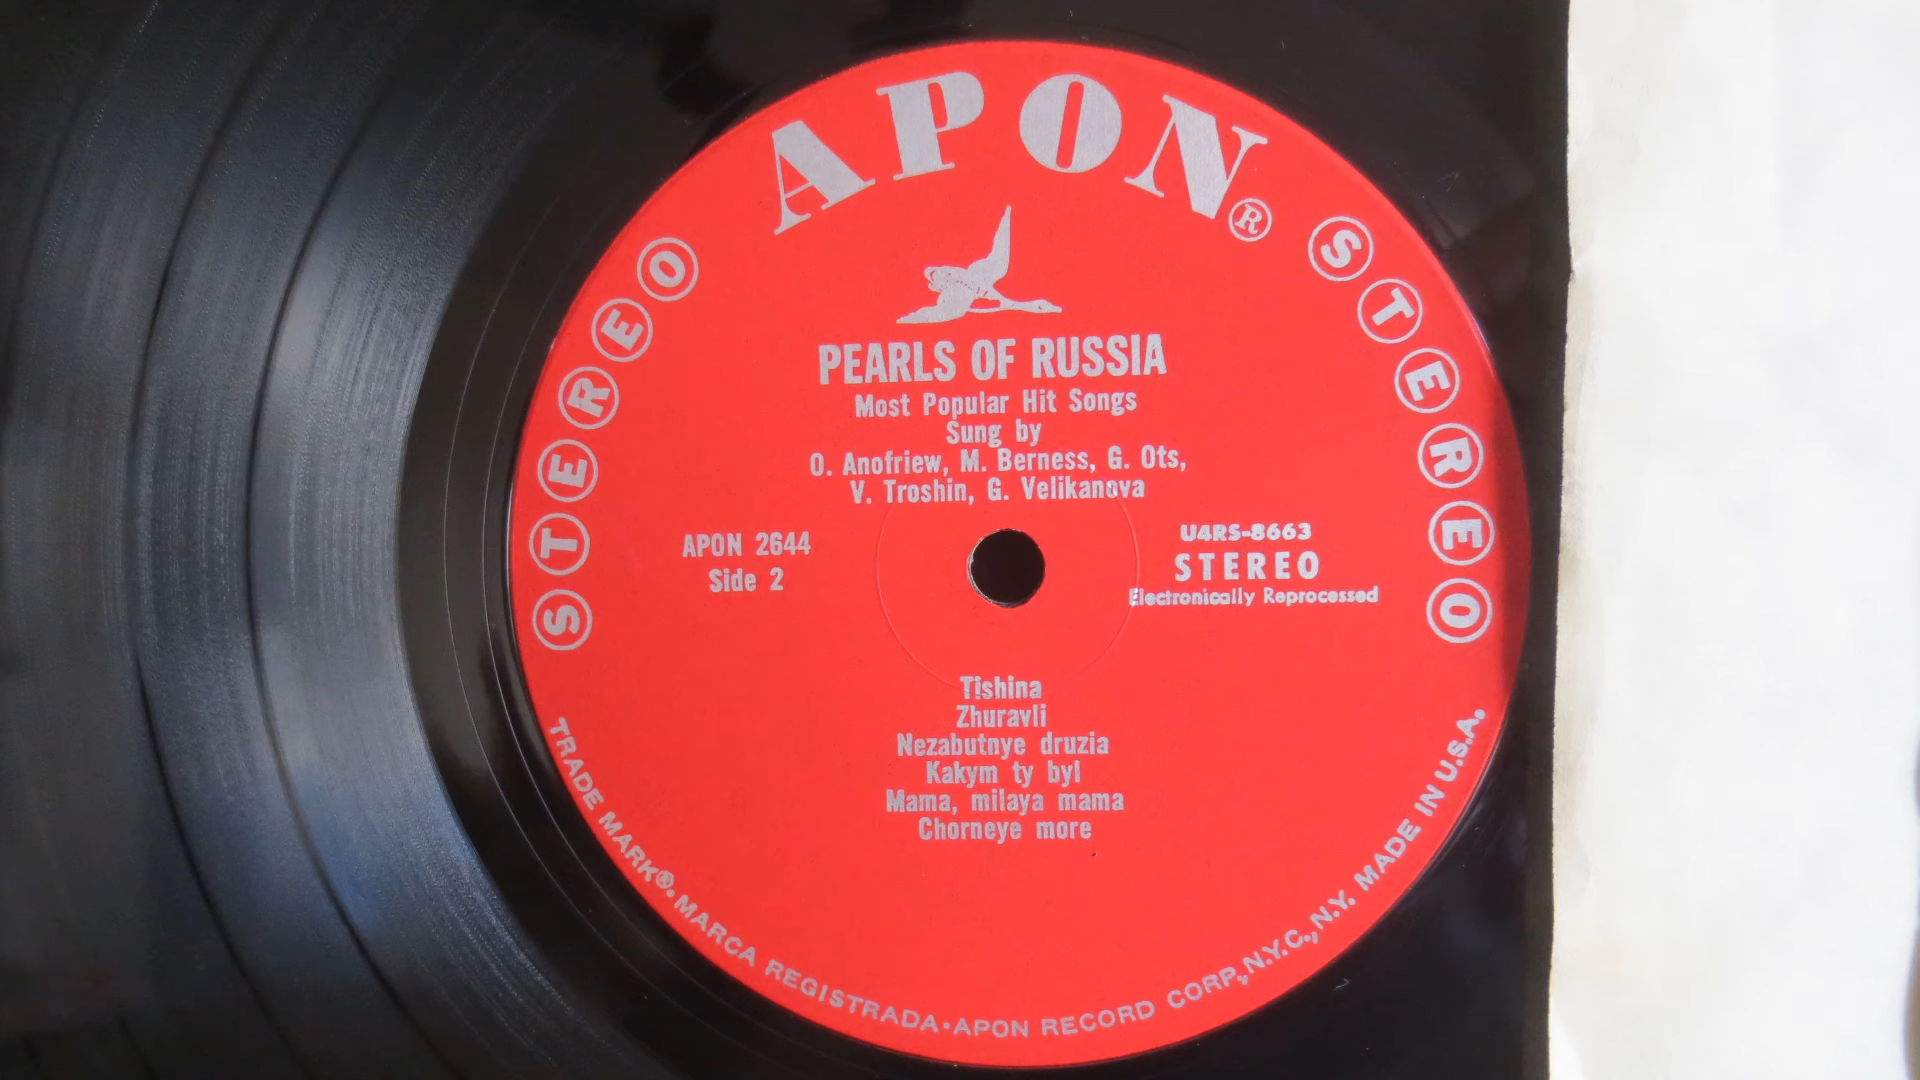 APON®
STEREO
STEREO
PEARLS OF RUSSIA
Most Popular Hit Songs
Sung by
O. Anofriew, M. Berness, G. Ots,
V. Troshin, G. Velikanova
APON 2644
Side 2
U4RS-8663
STEREO
Electronically Reprocessed
Tishina
Zhuravli
Nezabutnye druzia
Kakym ty byl
Mama, milaya mama
Chorneye more
TRADE MARK®·MARCA REGISTRADA·APON RECORD CORP., N.Y.C., N.Y. MADE IN U.S.A.